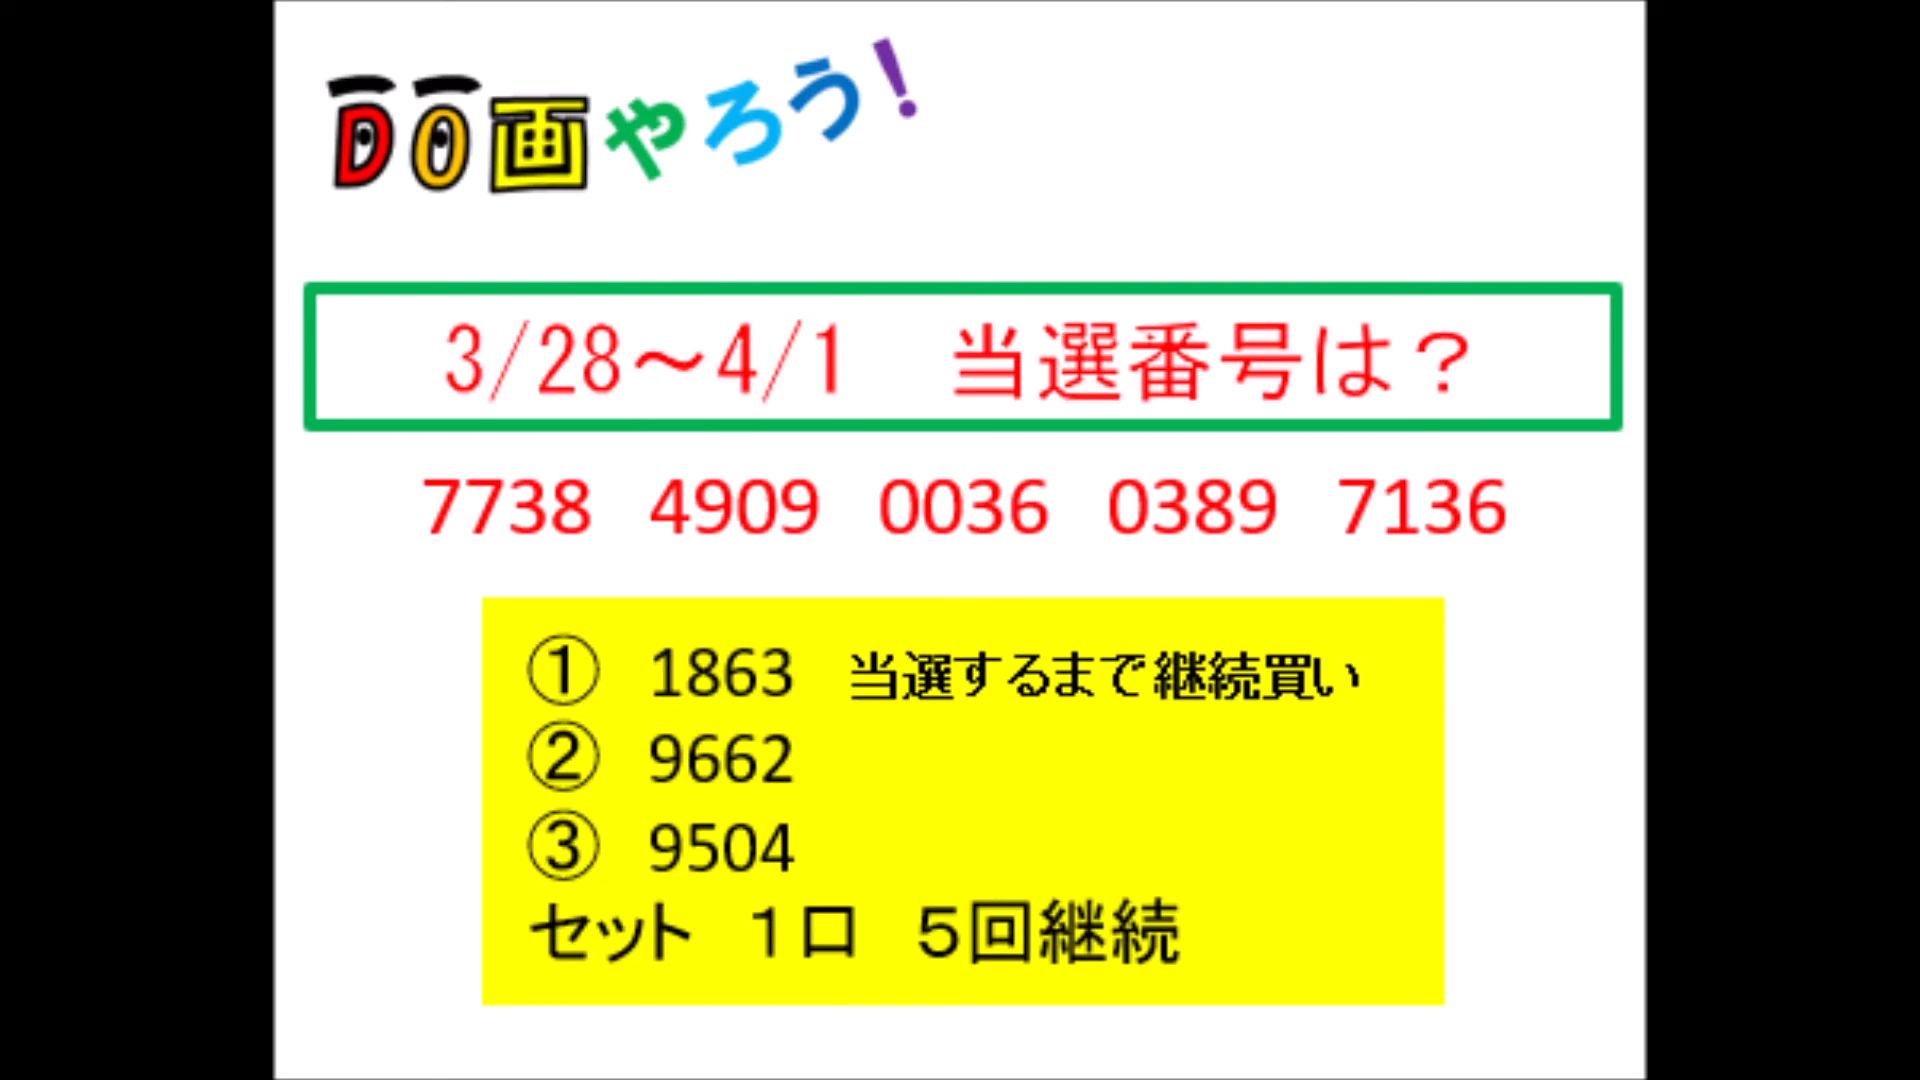 DO画やろう!
3/28～4/1　当選番号は？
7738 4909 0036 0389 7136
① 1863 当選するまで継続買い
② 9662
③ 9504
セット　１口　５回継続